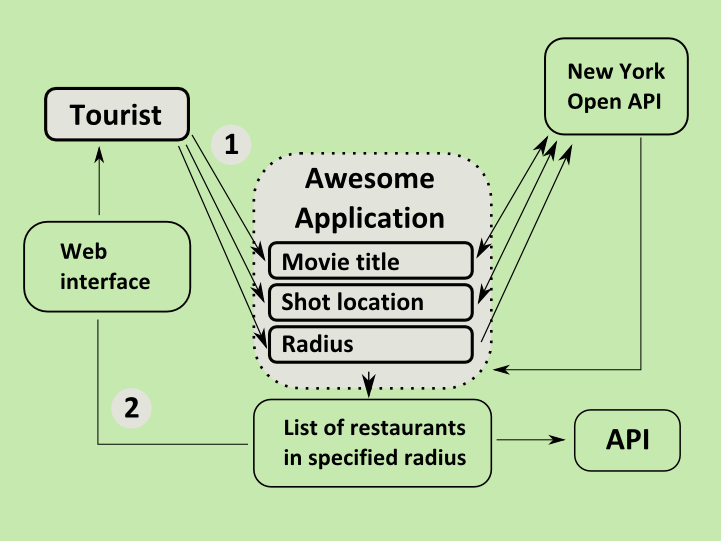 Tourist
1
New York
Open API
Awesome
Application
Movie title
Shot location
Radius
Web
interface
2
List of restaurants
in specified radius
API